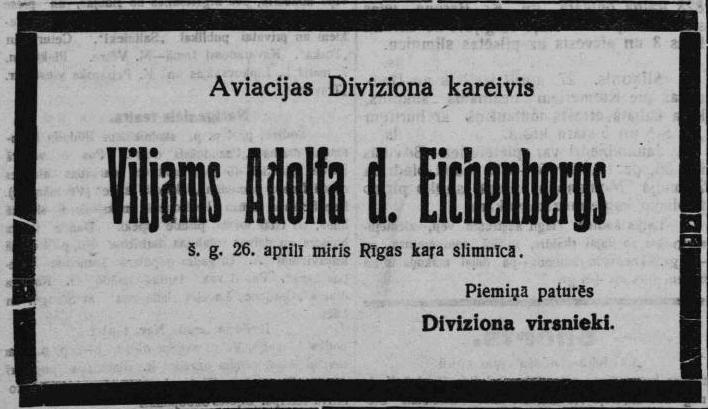 Aviacijas Diviziona kareivis
Viljams Adolfa d. Eichenbergs
š. g. 26. aprilī miris Rīgas kaŗa slimnīcā.
Piemiņā paturēs
Diviziona virsnieki.